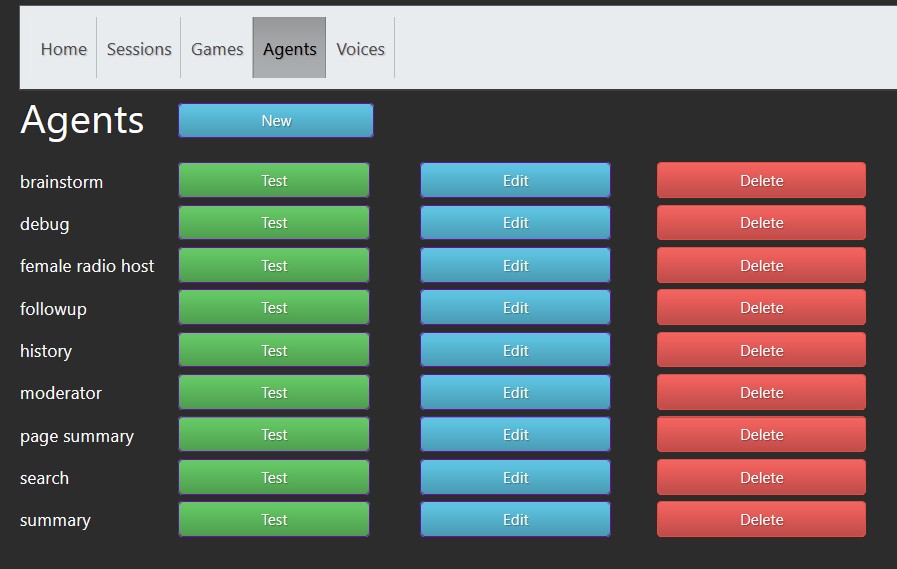 Home Sessions Games Agents Voices
Agents New
brainstorm Test Edit Delete
debug Test Edit Delete
female radio host Test Edit Delete
followup Test Edit Delete
history Test Edit Delete
moderator Test Edit Delete
page summary Test Edit Delete
search Test Edit Delete
summary Test Edit Delete